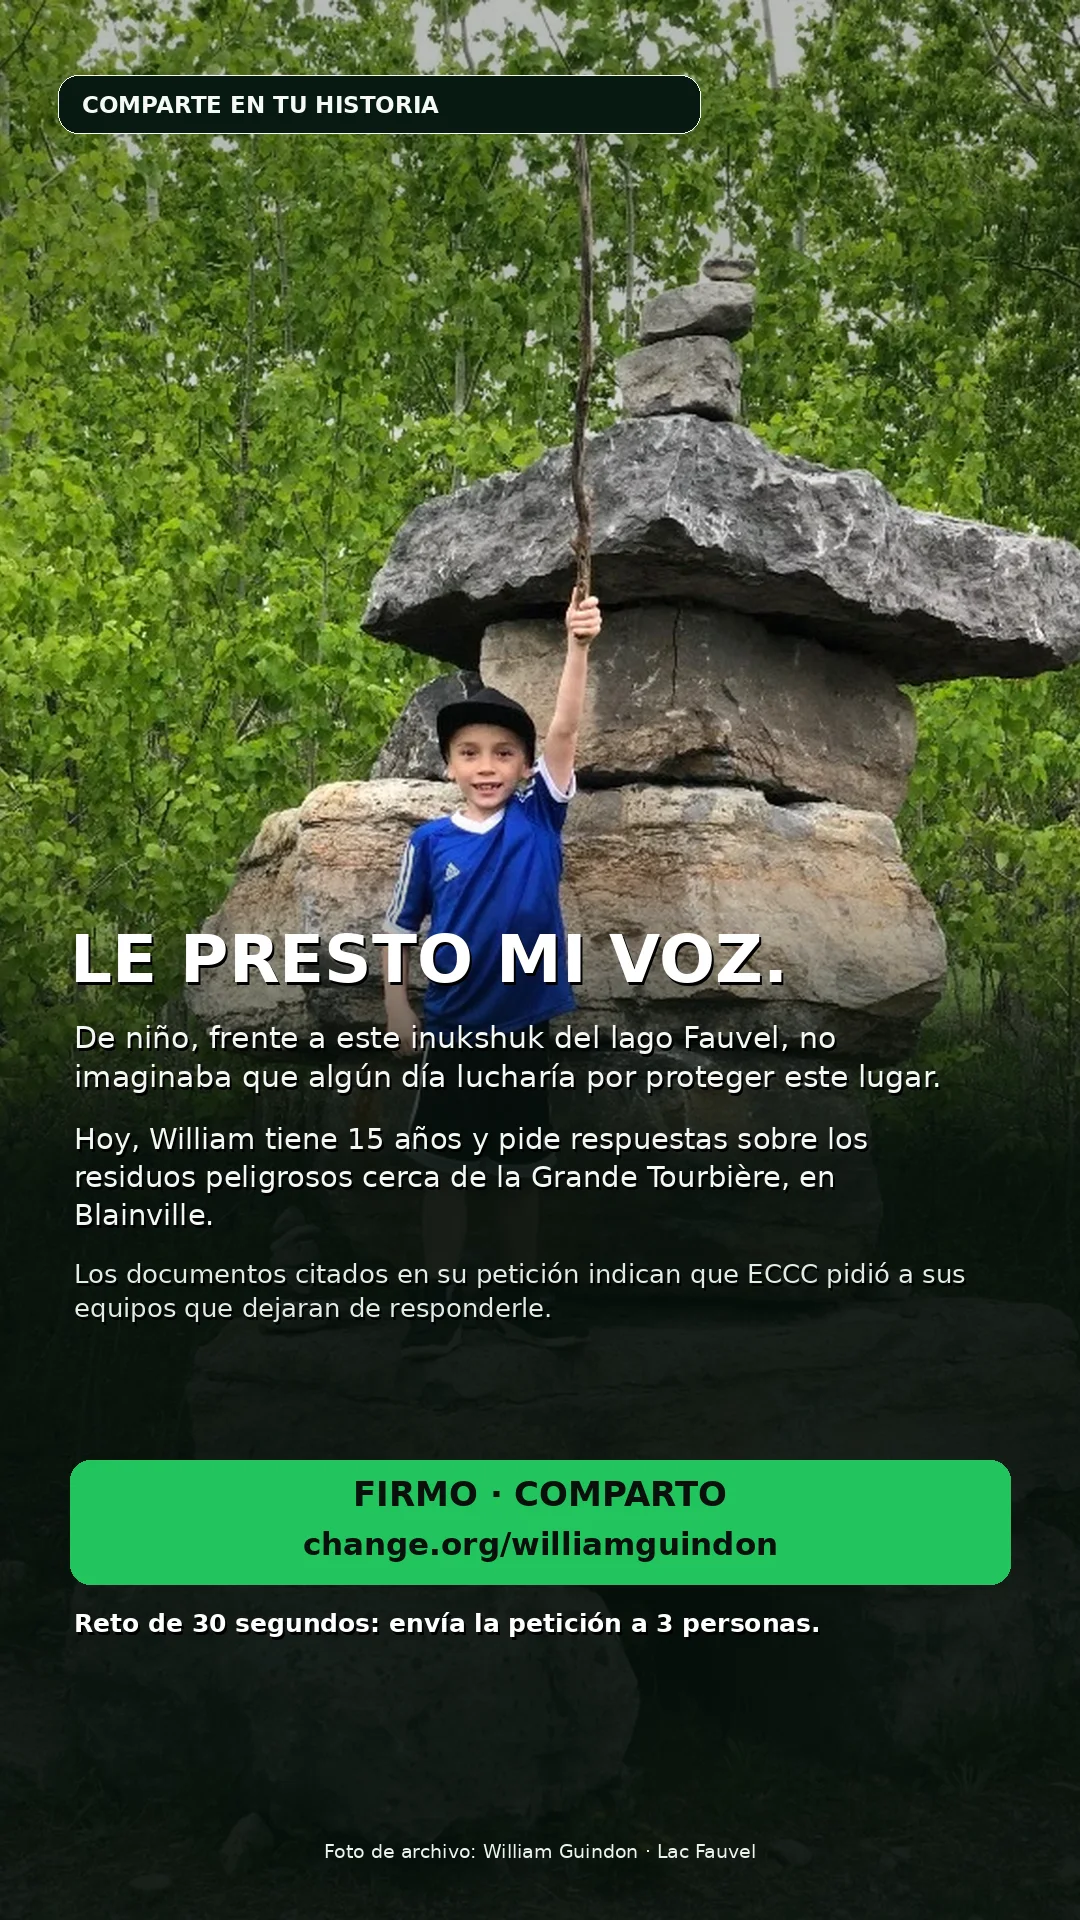 COMPARTE EN TU HISTORIA
LE PRESTO MI VOZ.
De niño, frente a este inukshuk del lago Fauvel, no
imaginaba que algún día lucharía por proteger este lugar.
Hoy, William tiene 15 años y pide respuestas sobre los
residuos peligrosos cerca de la Grande Tourbière, en
Blainville.
Los documentos citados en su petición indican que ECCC pidió a sus
equipos que dejaran de responderle.
FIRMO · COMPARTO
change.org/williamguindon
Reto de 30 segundos: envía la petición a 3 personas.
Foto de archivo: William Guindon · Lac Fauvel